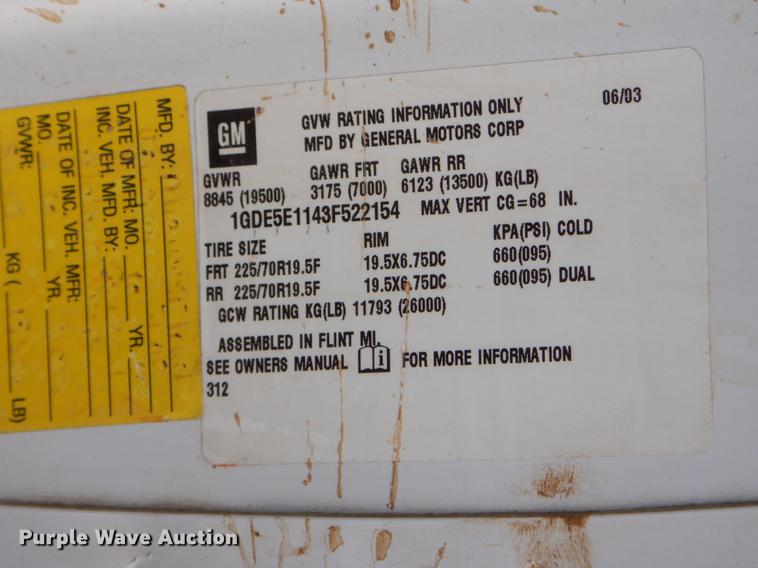 GM
GVW RATING INFORMATION ONLY 06/03
MFD BY GENERAL MOTORS CORP
GVWR GAWR FRT GAWR RR
8845 (19500) 3175 (7000) 6123 (13500) KG(LB)
1GDE5E1143F522154 MAX VERT CG=68 IN.
TIRE SIZE RIM KPA(PSI) COLD
FRT 225/70R19.5F 19.5X6.75DC 660(095)
RR 225/70R19.5F 19.5X6.75DC 660(095) DUAL
GCW RATING KG(LB) 11793 (26000)
ASSEMBLED IN FLINT MI.
SEE OWNERS MANUAL i FOR MORE INFORMATION
312
MFD. BY:
DATE OF MFR: MO. YR.
INC. VEH. MFD. BY:
DATE OF INC. VEH. MFR:
MO. YR.
GVWR: KG ( LB)
Purple Wave Auction